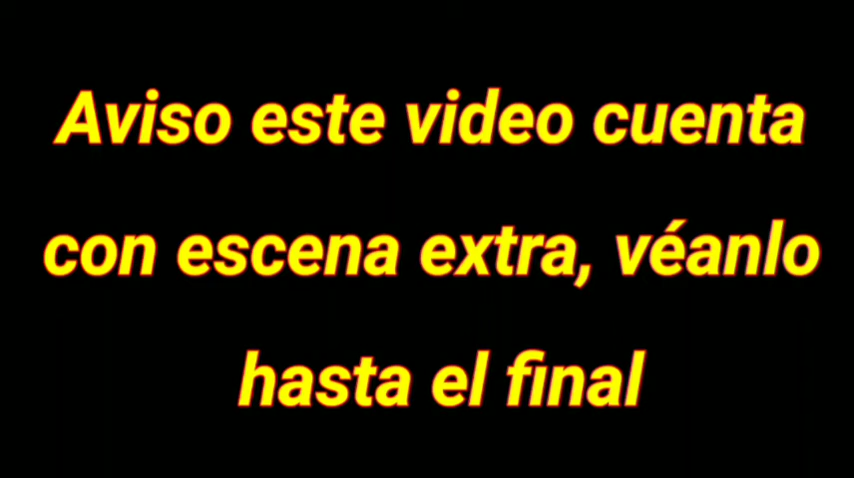 Aviso este video cuenta
con escena extra, véanlo
hasta el final